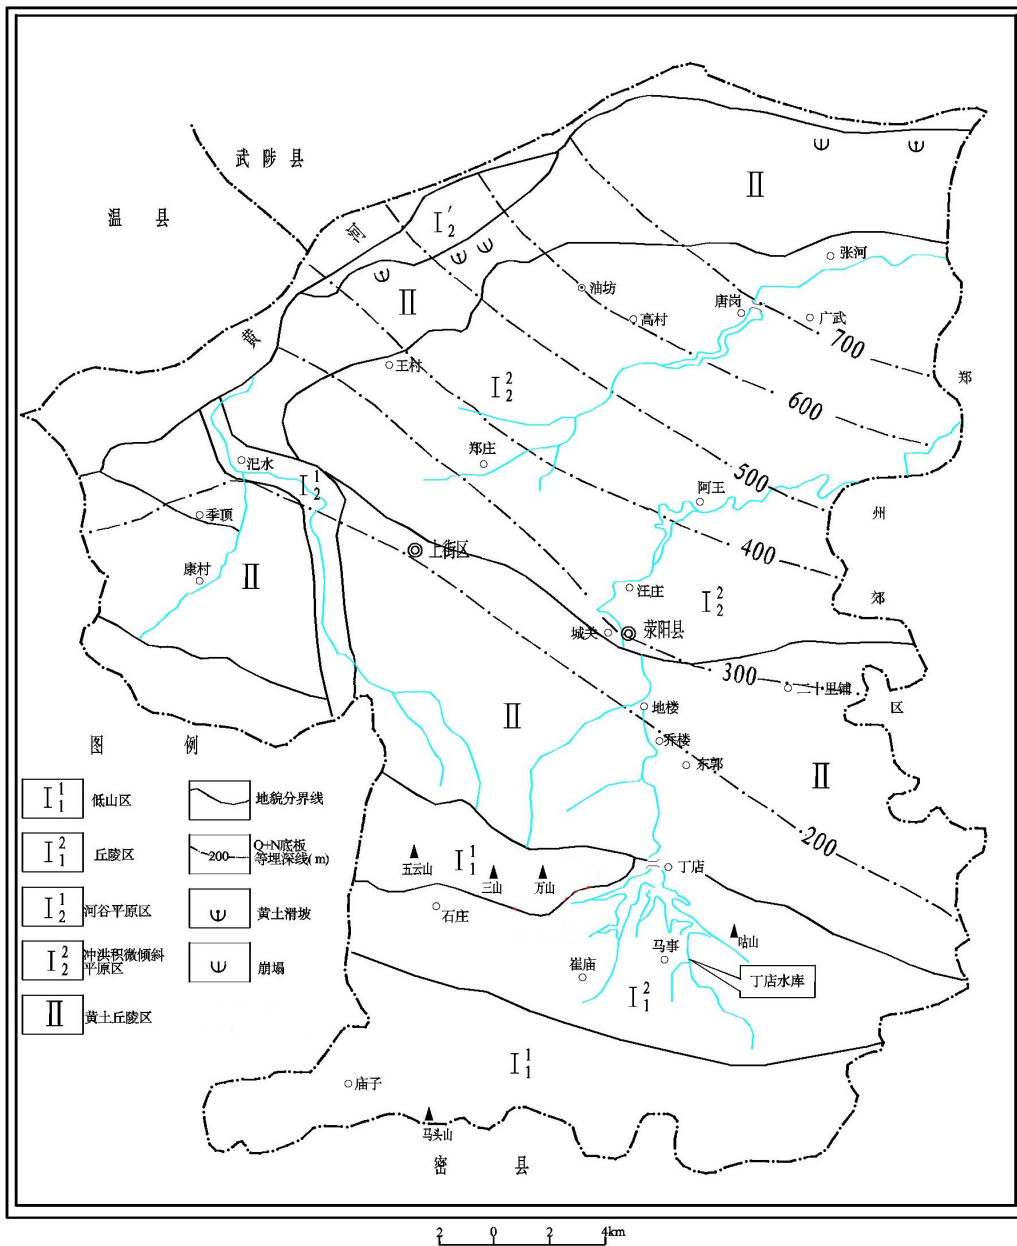 武陟县
温县
河
黄
I₂′
II
II
张河
油坊
高村
唐岗
广武
700
王村
I²₂
600
郑
郑庄
500
汜水
I¹₂
阿王
州
季顶
上街区
400
康村
II
汪庄
I²₂
郊
城关
荥阳县
300
二十里铺
区
地楼
II
乔楼
东郭
II
200
五云山
I¹₁
三山
万山
丁店
石庄
咕山
马事
崔庙
丁店水库
I²₁
I¹₁
庙子
马头山
密县
图例
I¹₁ 低山区
地貌分界线
I²₁ 丘陵区
200
Q+N底板
等埋深线(m)
I¹₂ 河谷平原区
黄土滑坡
I²₂ 冲洪积微倾斜
平原区
崩塌
II 黄土丘陵区
2 0 2 4km